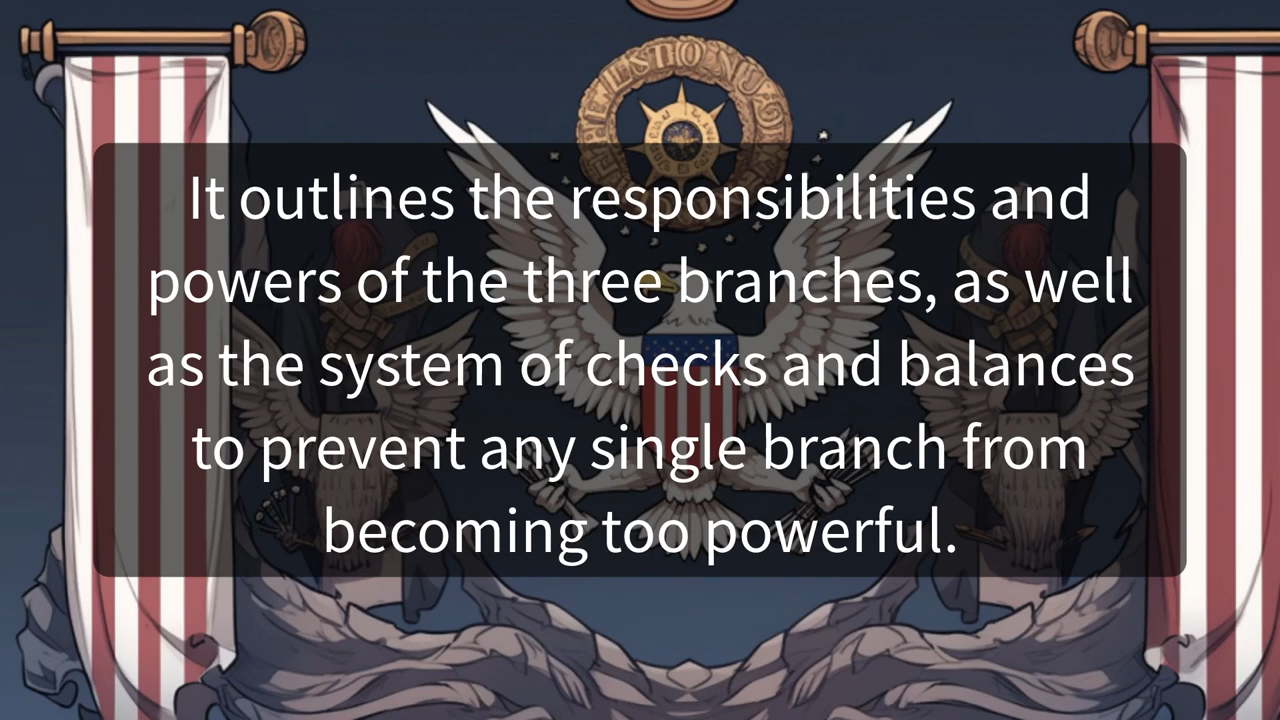 It outlines the responsibilities and
powers of the three branches, as well
as the system of checks and balances
to prevent any single branch from
becoming too powerful.